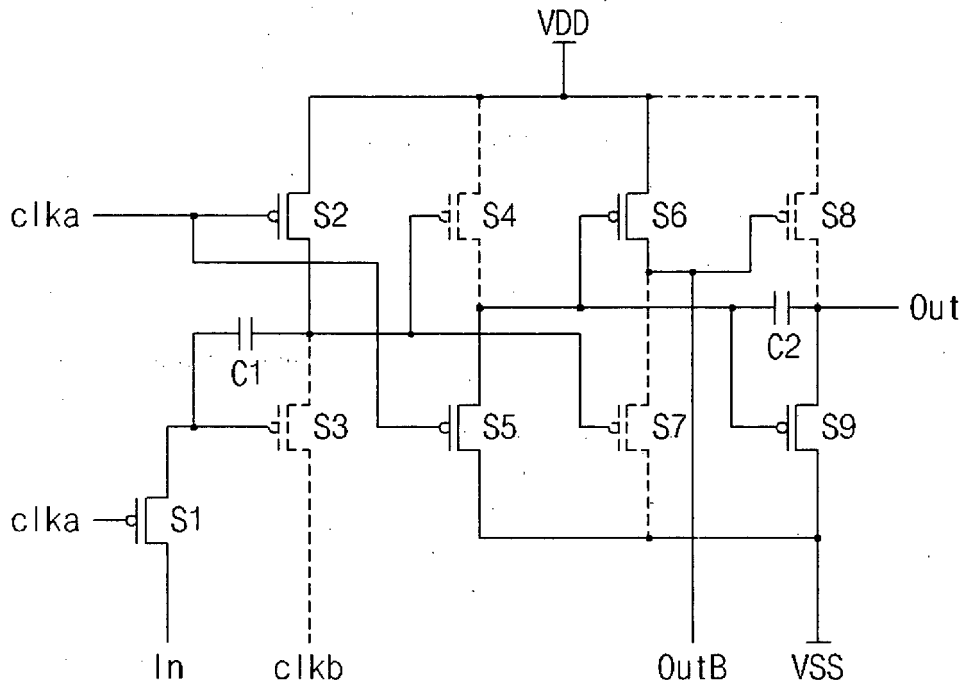 VDD
clka
S2
S4
S6
S8
Out
C1
C2
S3
S5
S7
S9
clka
S1
In
clkb
OutB
VSS